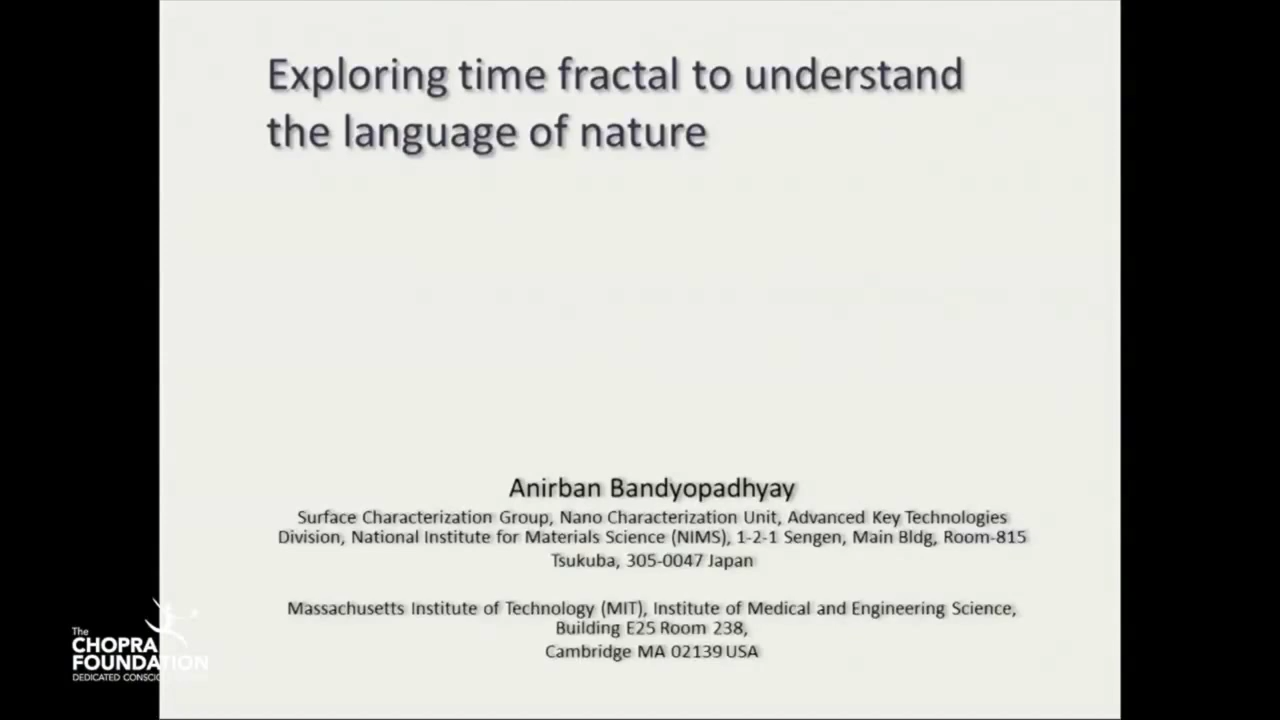 Exploring time fractal to understand
the language of nature
Anirban Bandyopadhyay
Surface Characterization Group, Nano Characterization Unit, Advanced Key Technologies
Division, National Institute for Materials Science (NIMS), 1-2-1 Sengen, Main Bldg, Room-815
Tsukuba, 305-0047 Japan
Massachusetts Institute of Technology (MIT), Institute of Medical and Engineering Science,
Building E25 Room 238,
Cambridge MA 02139 USA
The
CHOPRA
FOUNDATION
DEDICATED